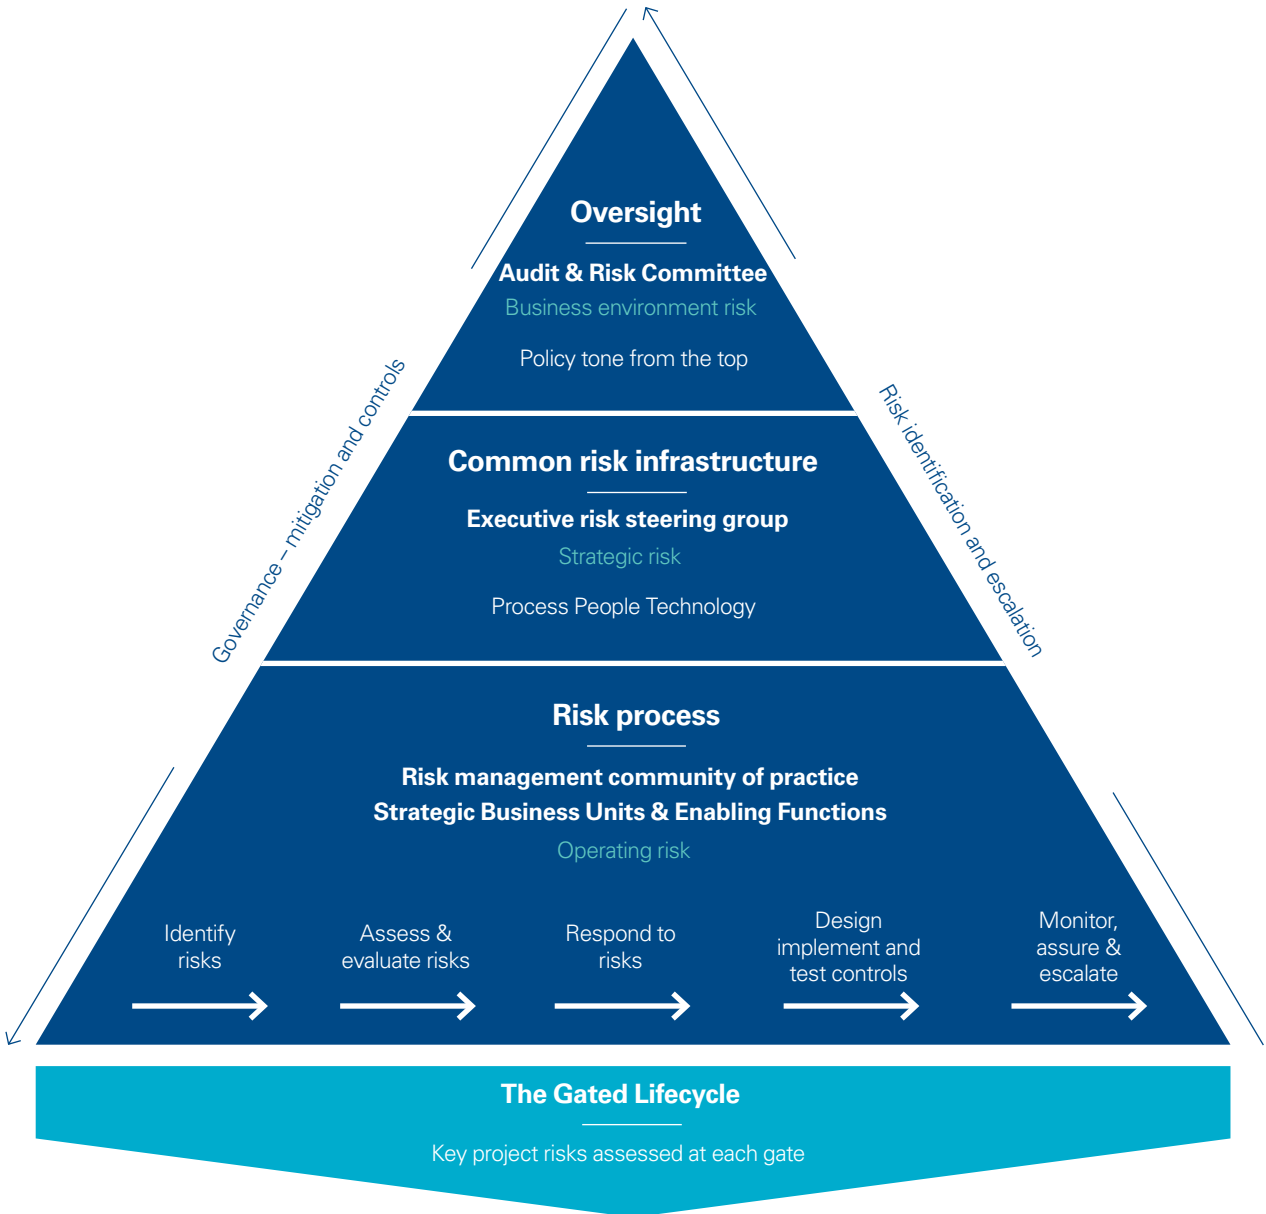 Oversight
Audit & Risk Committee
Business environment risk
Policy tone from the top
Governance – mitigation and controls
Risk identification and escalation
Common risk infrastructure
Executive risk steering group
Strategic risk
Process People Technology
Risk process
Risk management community of practice
Strategic Business Units & Enabling Functions
Operating risk
Identify
risks
Assess &
evaluate risks
Respond to
risks
Design
implement and
test controls
Monitor,
assure &
escalate
The Gated Lifecycle
Key project risks assessed at each gate